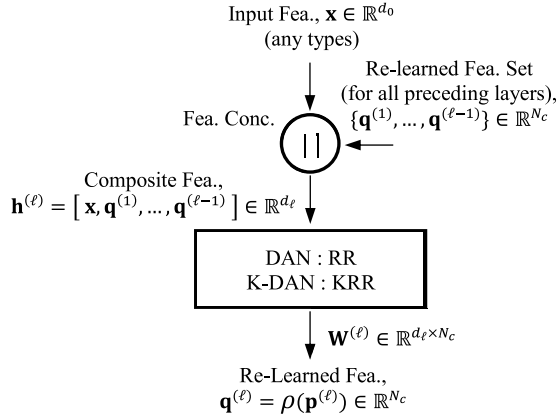 Input Fea., 𝐱 ∈ ℝ^{d₀}
(any types)
Re-learned Fea. Set
(for all preceding layers),
{𝐪⁽¹⁾, … , 𝐪⁽ℓ⁻¹⁾} ∈ ℝ^{N_c}
Fea. Conc.
||
Composite Fea.,
𝐡^{(ℓ)} = [ 𝐱, 𝐪⁽¹⁾, … , 𝐪⁽ℓ⁻¹⁾ ] ∈ ℝ^{d_ℓ}
DAN : RR
K-DAN : KRR
𝐖^{(ℓ)} ∈ ℝ^{d_ℓ×N_c}
Re-Learned Fea.,
𝐪^{(ℓ)} = ρ(𝐩^{(ℓ)}) ∈ ℝ^{N_c}